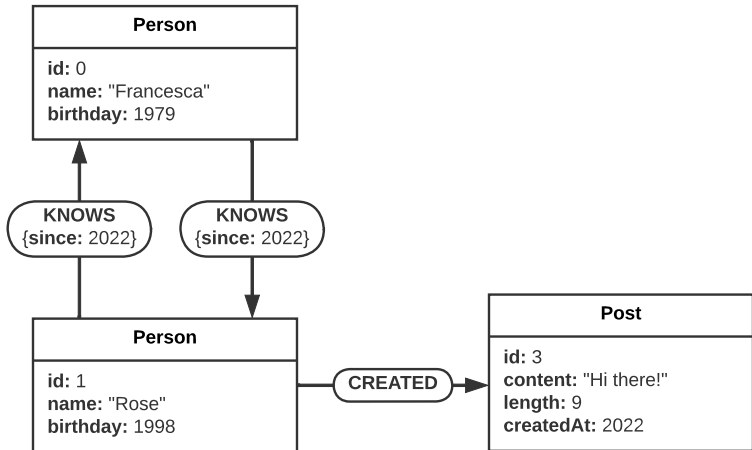 Person
id: 0
name: "Francesca"
birthday: 1979
KNOWS
{since: 2022}
KNOWS
{since: 2022}
Person
id: 1
name: "Rose"
birthday: 1998
CREATED
Post
id: 3
content: "Hi there!"
length: 9
createdAt: 2022